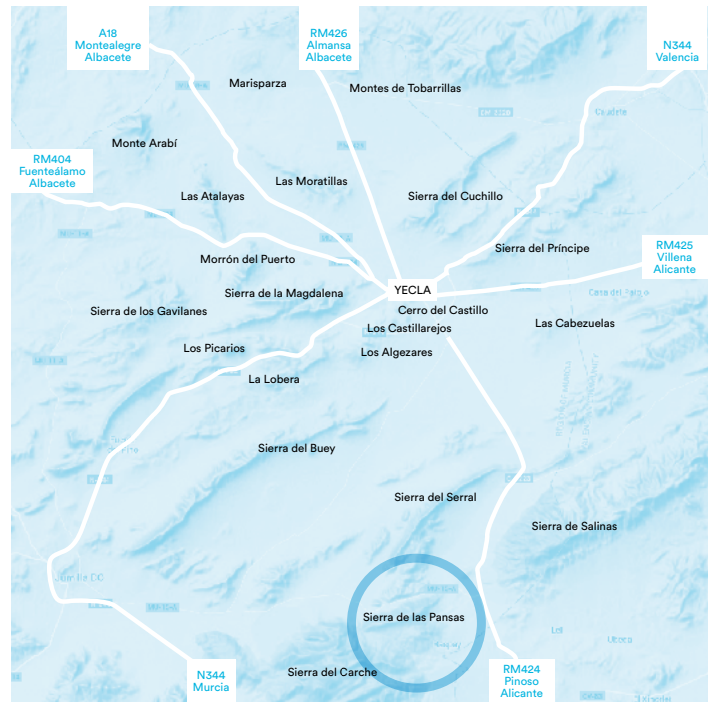 A18
Montealegre
Albacete
RM426
Almansa
Albacete
N344
Valencia
Marisparza
Montes de Tobarrillas
Monte Arabí
RM404
Fuenteálamo
Albacete
Las Moratillas
Las Atalayas
Sierra del Cuchillo
Sierra del Príncipe
RM425
Villena
Alicante
Morrón del Puerto
YECLA
Sierra de la Magdalena
Sierra de los Gavilanes
Cerro del Castillo
Las Cabezuelas
Los Castillarejos
Los Picarios
Los Algezares
La Lobera
Sierra del Buey
Sierra del Serral
Sierra de Salinas
Sierra de las Pansas
Sierra del Carche
N344
Murcia
RM424
Pinoso
Alicante